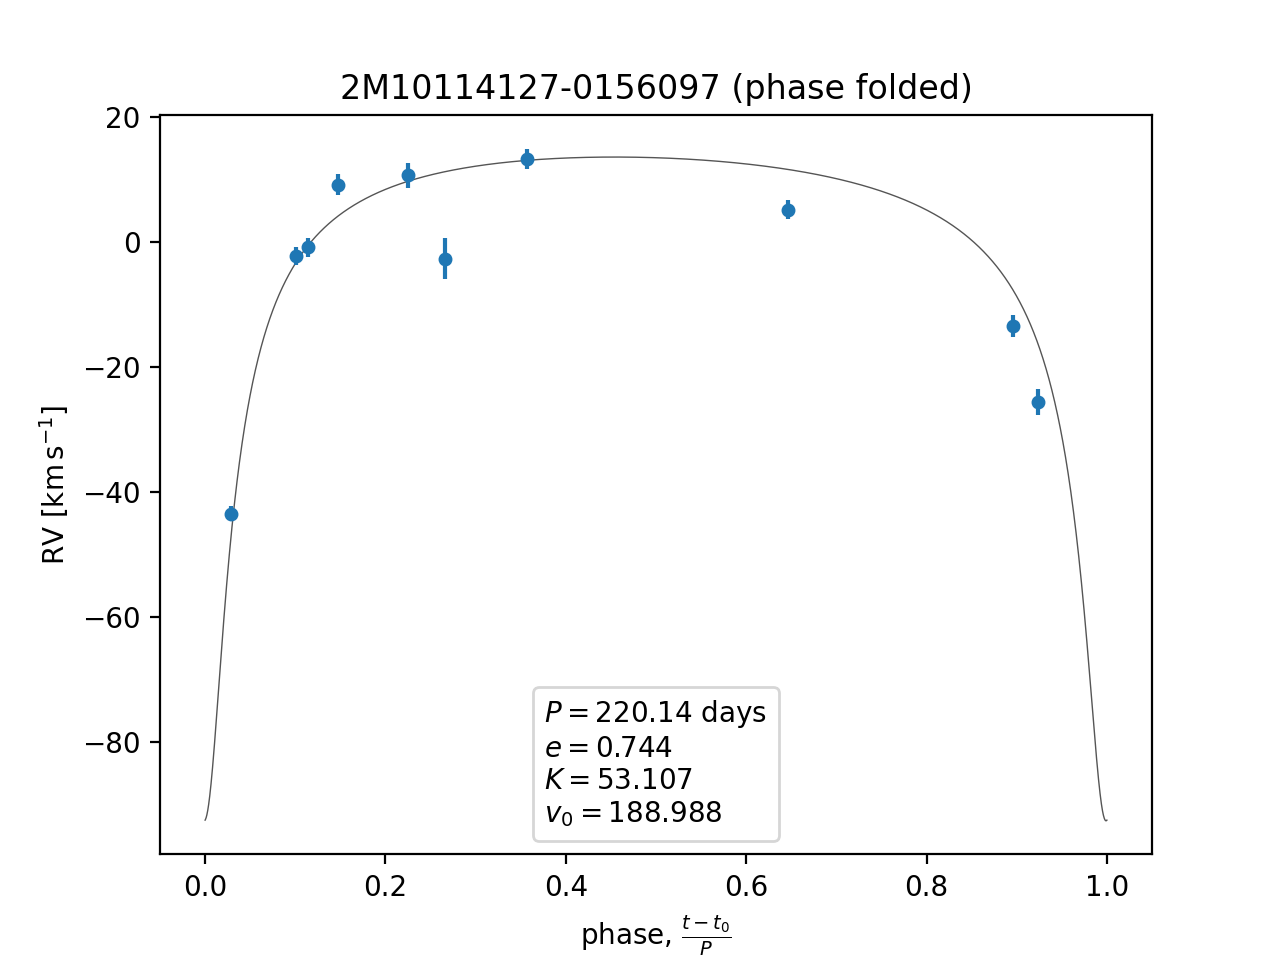 2M10114127-0156097 (phase folded)
20
0
−20
−40
−60
−80
RV [km s⁻¹]
P = 220.14 days
e = 0.744
K = 53.107
v₀ = 188.988
0.0 0.2 0.4 0.6 0.8 1.0
phase, (t − t₀)/P